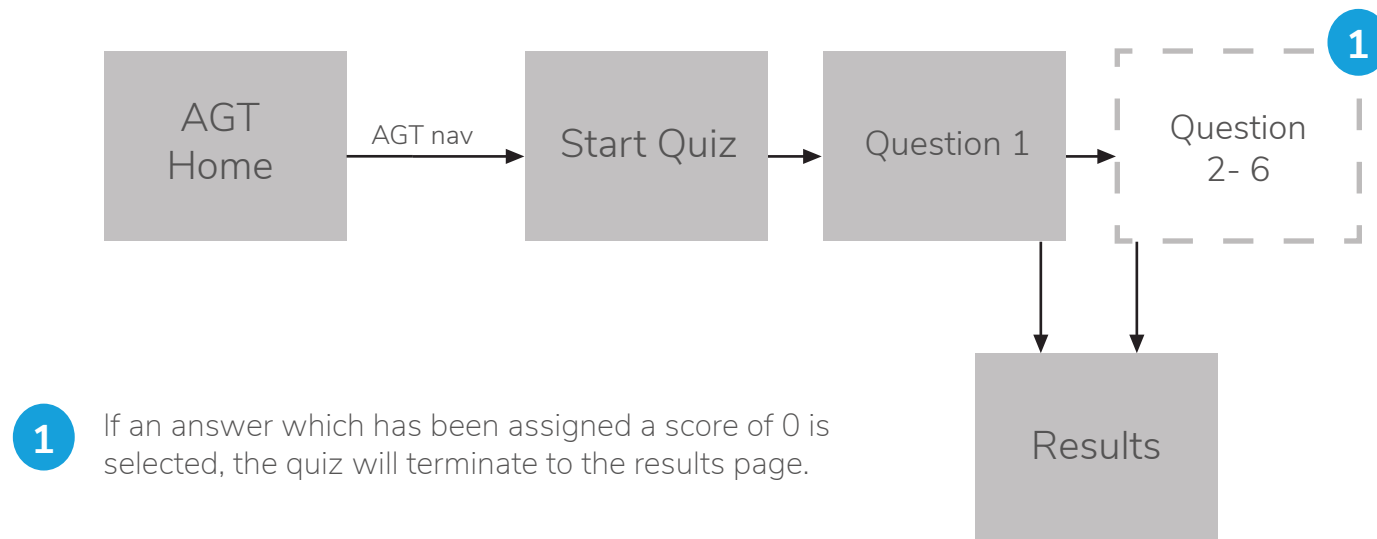 1
AGT
Home
AGT nav
Start Quiz
Question 1
Question
2- 6
Results
1
If an answer which has been assigned a score of 0 is
selected, the quiz will terminate to the results page.